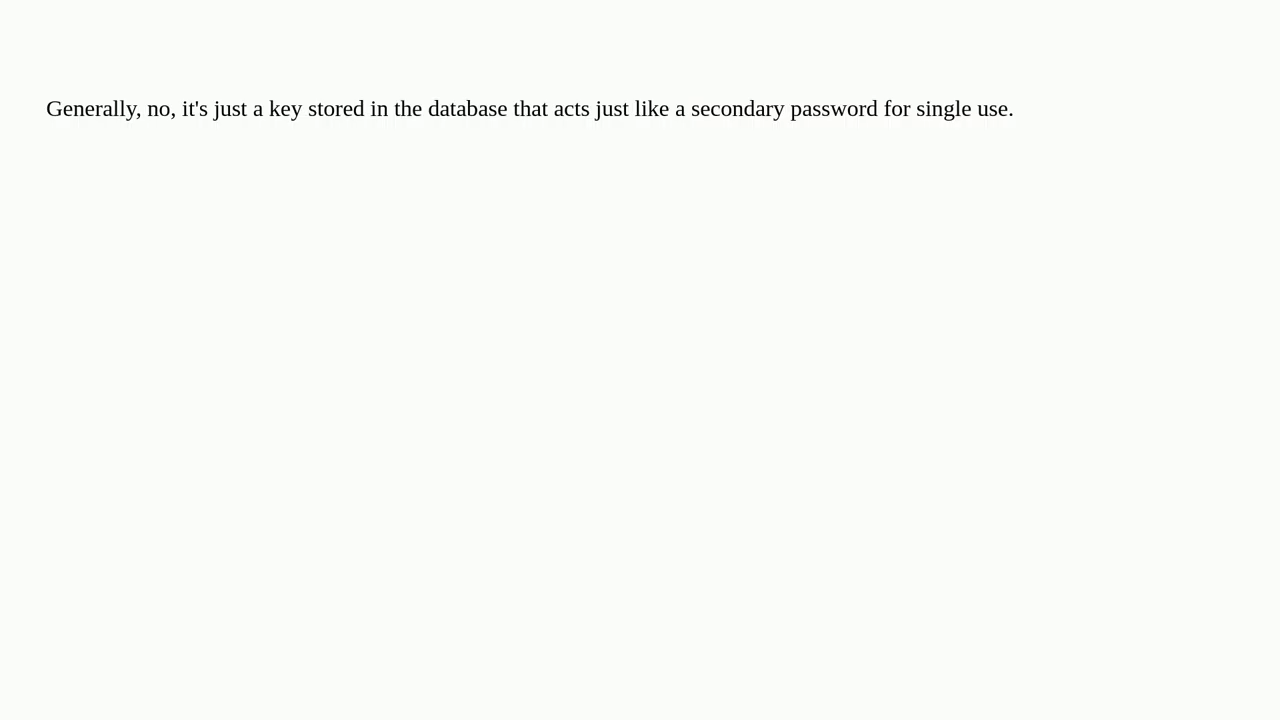 Generally, no, it's just a key stored in the database that acts just like a secondary password for single use.